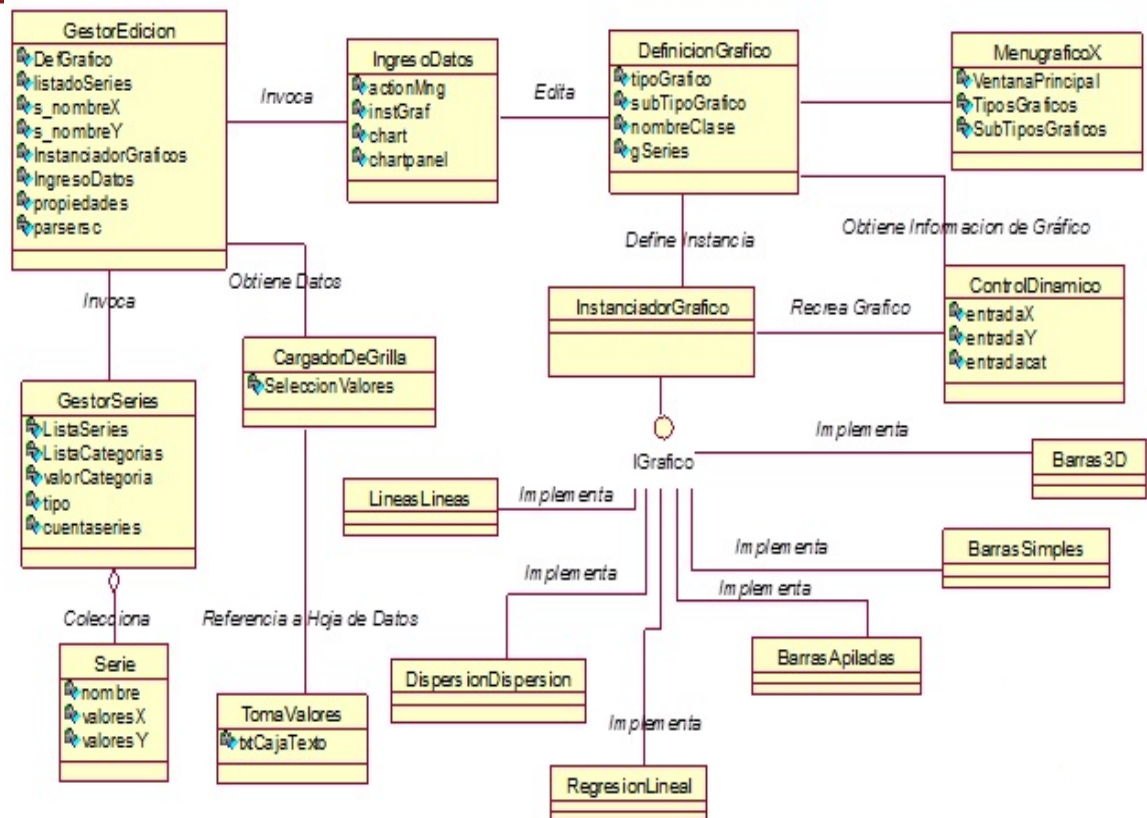 GestorEdicion
DefGrafico
listadoSeries
s_nombreX
s_nombreY
InstanciadorGraficos
IngresoDatos
propiedades
parsersc
Invoca
IngresoDatos
actionMng
instGraf
chart
chartpanel
Edita
DefinicionGrafico
tipoGrafico
subTipoGrafico
nombreClase
gSeries
MenugraficoX
VentanaPrincipal
TiposGraficos
SubTiposGraficos
Invoca
Obtiene Datos
Define Instancia
Obtiene Informacion de Gráfico
InstanciadorGrafico
Recrea Grafico
ControlDinamico
entradaX
entradaY
entradacat
CargadorDeGrilla
SeleccionValores
GestorSeries
ListaSeries
ListaCategorias
valorCategoria
tipo
cuentaseries
IGrafico
Implementa
Barras3D
LineasLineas
Implementa
Implementa
BarrasSimples
Implementa
Implementa
BarrasApiladas
Colecciona
Referencia a Hoja de Datos
Serie
nombre
valoresX
valoresY
TomaValores
txtCajaTexto
DispersionDispersion
Implementa
RegresionLineal